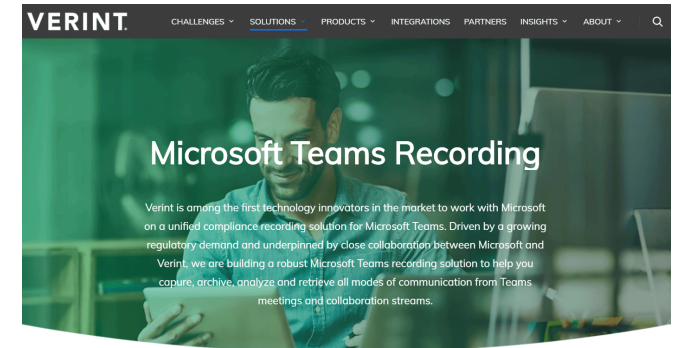 VERINT.
CHALLENGES SOLUTIONS PRODUCTS INTEGRATIONS PARTNERS INSIGHTS ABOUT
Microsoft Teams Recording
Verint is among the first technology innovators in the market to work with Microsoft
on a unified compliance recording solution for Microsoft Teams. Driven by a growing
regulatory demand and underpinned by close collaboration between Microsoft and
Verint, we are building a robust Microsoft Teams recording solution to help you
capure, archive, analyze and retrieve all modes of communication from Teams
meetings and collaboration streams.